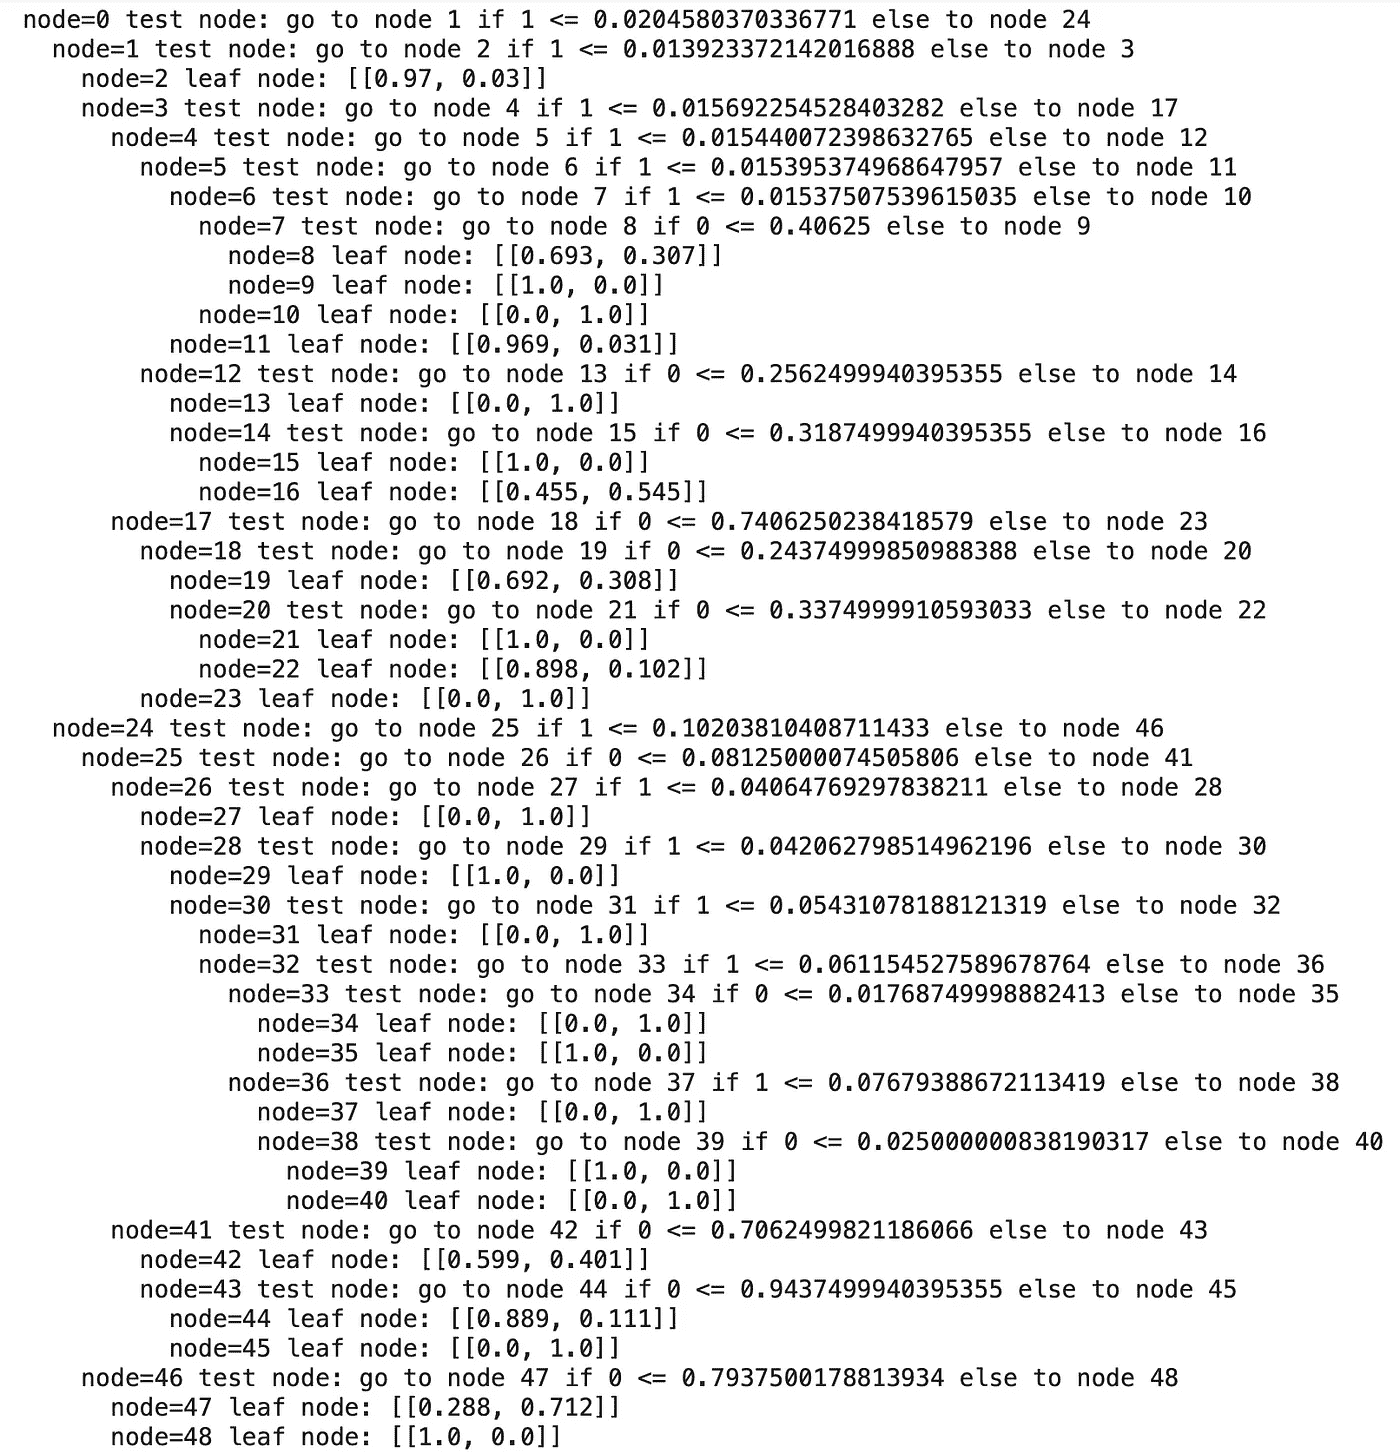 node=0 test node: go to node 1 if 1 <= 0.0204580370336771 else to node 24
node=1 test node: go to node 2 if 1 <= 0.013923372142016888 else to node 3
node=2 leaf node: [[0.97, 0.03]]
node=3 test node: go to node 4 if 1 <= 0.015692254528403282 else to node 17
node=4 test node: go to node 5 if 1 <= 0.015440072398632765 else to node 12
node=5 test node: go to node 6 if 1 <= 0.015395374968647957 else to node 11
node=6 test node: go to node 7 if 1 <= 0.01537507539615035 else to node 10
node=7 test node: go to node 8 if 0 <= 0.40625 else to node 9
node=8 leaf node: [[0.693, 0.307]]
node=9 leaf node: [[1.0, 0.0]]
node=10 leaf node: [[0.0, 1.0]]
node=11 leaf node: [[0.969, 0.031]]
node=12 test node: go to node 13 if 0 <= 0.2562499940395355 else to node 14
node=13 leaf node: [[0.0, 1.0]]
node=14 test node: go to node 15 if 0 <= 0.3187499940395355 else to node 16
node=15 leaf node: [[1.0, 0.0]]
node=16 leaf node: [[0.455, 0.545]]
node=17 test node: go to node 18 if 0 <= 0.7406250238418579 else to node 23
node=18 test node: go to node 19 if 0 <= 0.24374999850988388 else to node 20
node=19 leaf node: [[0.692, 0.308]]
node=20 test node: go to node 21 if 0 <= 0.3374999910593033 else to node 22
node=21 leaf node: [[1.0, 0.0]]
node=22 leaf node: [[0.898, 0.102]]
node=23 leaf node: [[0.0, 1.0]]
node=24 test node: go to node 25 if 1 <= 0.10203810408711433 else to node 46
node=25 test node: go to node 26 if 0 <= 0.08125000074505806 else to node 41
node=26 test node: go to node 27 if 1 <= 0.04064769297838211 else to node 28
node=27 leaf node: [[0.0, 1.0]]
node=28 test node: go to node 29 if 1 <= 0.042062798514962196 else to node 30
node=29 leaf node: [[1.0, 0.0]]
node=30 test node: go to node 31 if 1 <= 0.05431078188121319 else to node 32
node=31 leaf node: [[0.0, 1.0]]
node=32 test node: go to node 33 if 1 <= 0.061154527589678764 else to node 36
node=33 test node: go to node 34 if 0 <= 0.01768749998882413 else to node 35
node=34 leaf node: [[0.0, 1.0]]
node=35 leaf node: [[1.0, 0.0]]
node=36 test node: go to node 37 if 1 <= 0.07679388672113419 else to node 38
node=37 leaf node: [[0.0, 1.0]]
node=38 test node: go to node 39 if 0 <= 0.025000000838190317 else to node 40
node=39 leaf node: [[1.0, 0.0]]
node=40 leaf node: [[0.0, 1.0]]
node=41 test node: go to node 42 if 0 <= 0.7062499821186066 else to node 43
node=42 leaf node: [[0.599, 0.401]]
node=43 test node: go to node 44 if 0 <= 0.9437499940395355 else to node 45
node=44 leaf node: [[0.889, 0.111]]
node=45 leaf node: [[0.0, 1.0]]
node=46 test node: go to node 47 if 0 <= 0.7937500178813934 else to node 48
node=47 leaf node: [[0.288, 0.712]]
node=48 leaf node: [[1.0, 0.0]]